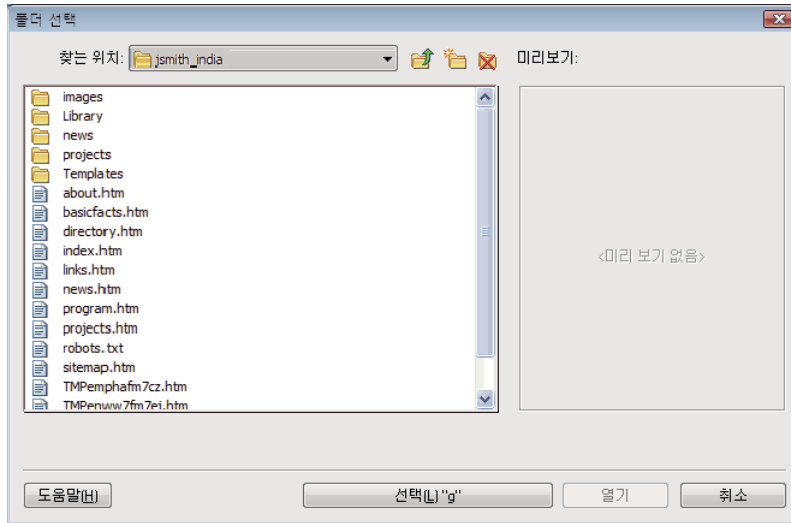 폴더 선택
찾는 위치: jsmith_india
미리보기:
images
Library
news
projects
Templates
about.htm
basicfacts.htm
directory.htm
index.htm
links.htm
news.htm
program.htm
projects.htm
robots.txt
sitemap.htm
TMPemphafm7cz.htm
TMPenww7fm7ei.htm
<미리 보기 없음>
도움말(H) 선택(L) "g" 열기 취소